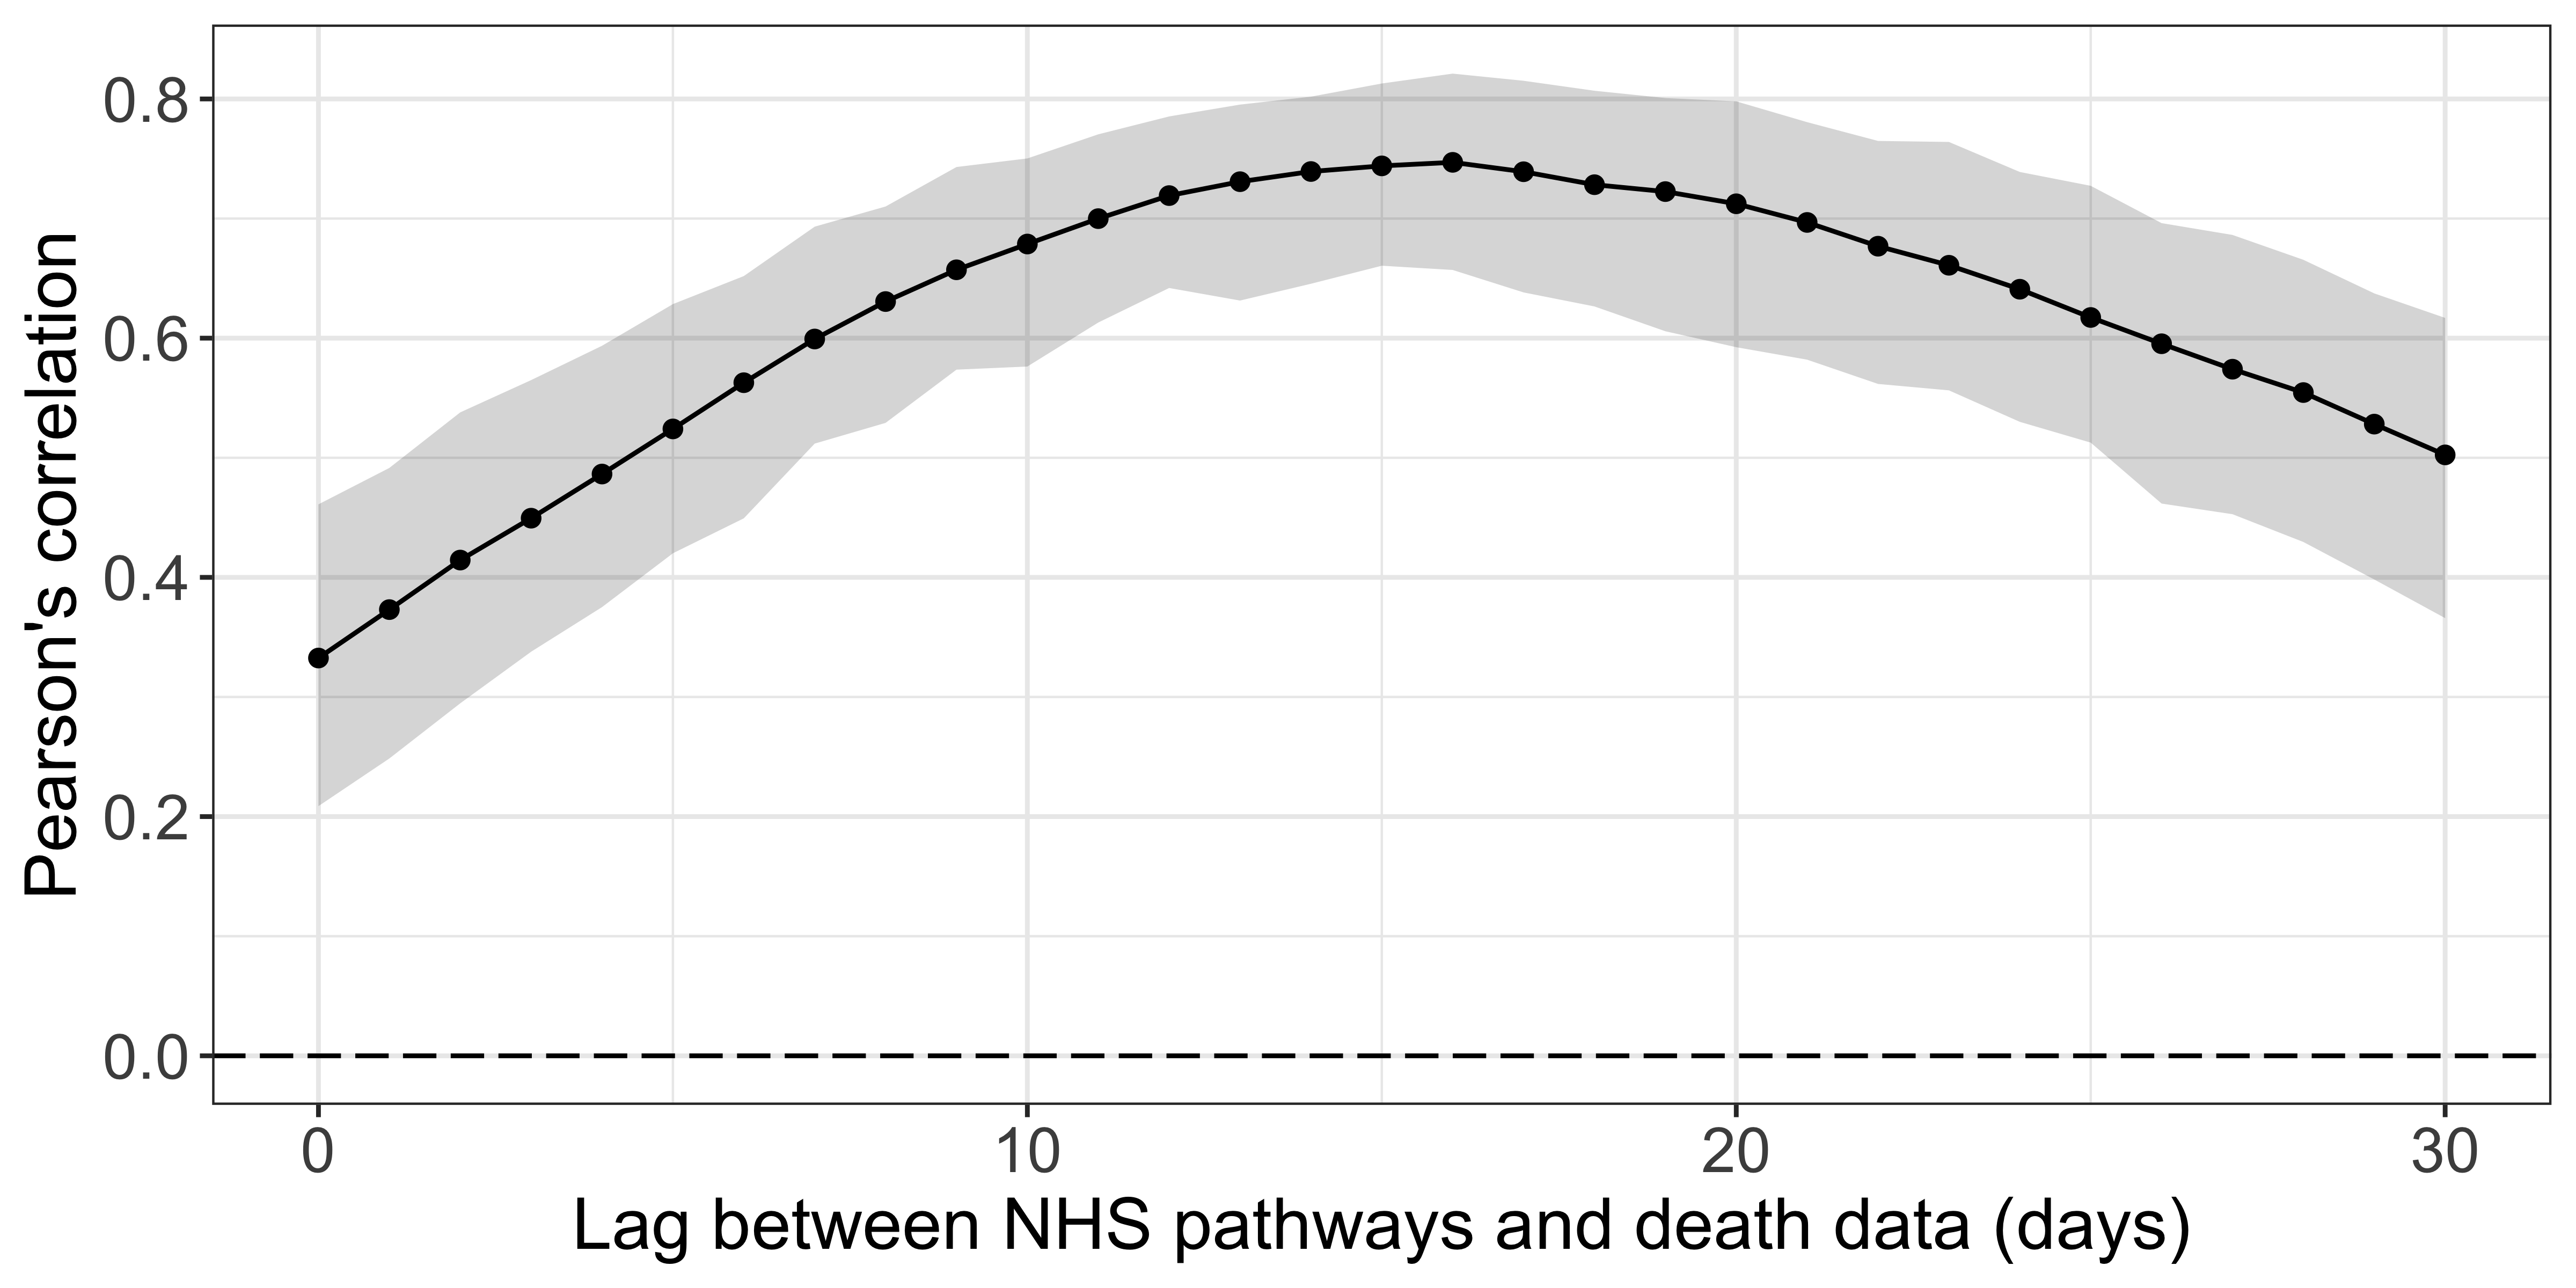 Pearson's correlation
0.8
0.6
0.4
0.2
0.0
0 10 20 30
Lag between NHS pathways and death data (days)